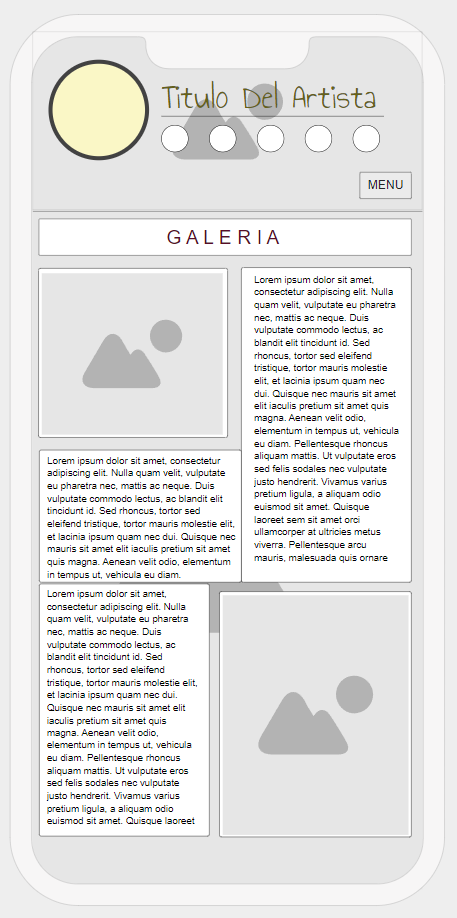 Titulo Del Artista
MENU
GALERIA
Lorem ipsum dolor sit amet,
consectetur adipiscing elit. Nulla
quam velit, vulputate eu pharetra
nec, mattis ac neque. Duis
vulputate commodo lectus, ac
blandit elit tincidunt id. Sed
rhoncus, tortor sed eleifend
tristique, tortor mauris molestie
elit, et lacinia ipsum quam nec
dui. Quisque nec mauris sit amet
elit iaculis pretium sit amet quis
magna. Aenean velit odio,
elementum in tempus ut, vehicula
eu diam. Pellentesque rhoncus
aliquam mattis. Ut vulputate eros
sed felis sodales nec vulputate
justo hendrerit. Vivamus varius
pretium ligula, a aliquam odio
euismod sit amet. Quisque
laoreet sem sit amet orci
ullamcorper at ultricies metus
viverra. Pellentesque arcu
mauris, malesuada quis ornare
Lorem ipsum dolor sit amet, consectetur
adipiscing elit. Nulla quam velit, vulputate
eu pharetra nec, mattis ac neque. Duis
vulputate commodo lectus, ac blandit elit
tincidunt id. Sed rhoncus, tortor sed
eleifend tristique, tortor mauris molestie elit,
et lacinia ipsum quam nec dui. Quisque nec
mauris sit amet elit iaculis pretium sit amet
quis magna. Aenean velit odio, elementum
in tempus ut, vehicula eu diam.
Lorem ipsum dolor sit amet,
consectetur adipiscing elit. Nulla
quam velit, vulputate eu pharetra
nec, mattis ac neque. Duis
vulputate commodo lectus, ac
blandit elit tincidunt id. Sed
rhoncus, tortor sed eleifend
tristique, tortor mauris molestie elit,
et lacinia ipsum quam nec dui.
Quisque nec mauris sit amet elit
iaculis pretium sit amet quis
magna. Aenean velit odio,
elementum in tempus ut, vehicula
eu diam. Pellentesque rhoncus
aliquam mattis. Ut vulputate eros
sed felis sodales nec vulputate
justo hendrerit. Vivamus varius
pretium ligula, a aliquam odio
euismod sit amet. Quisque laoreet